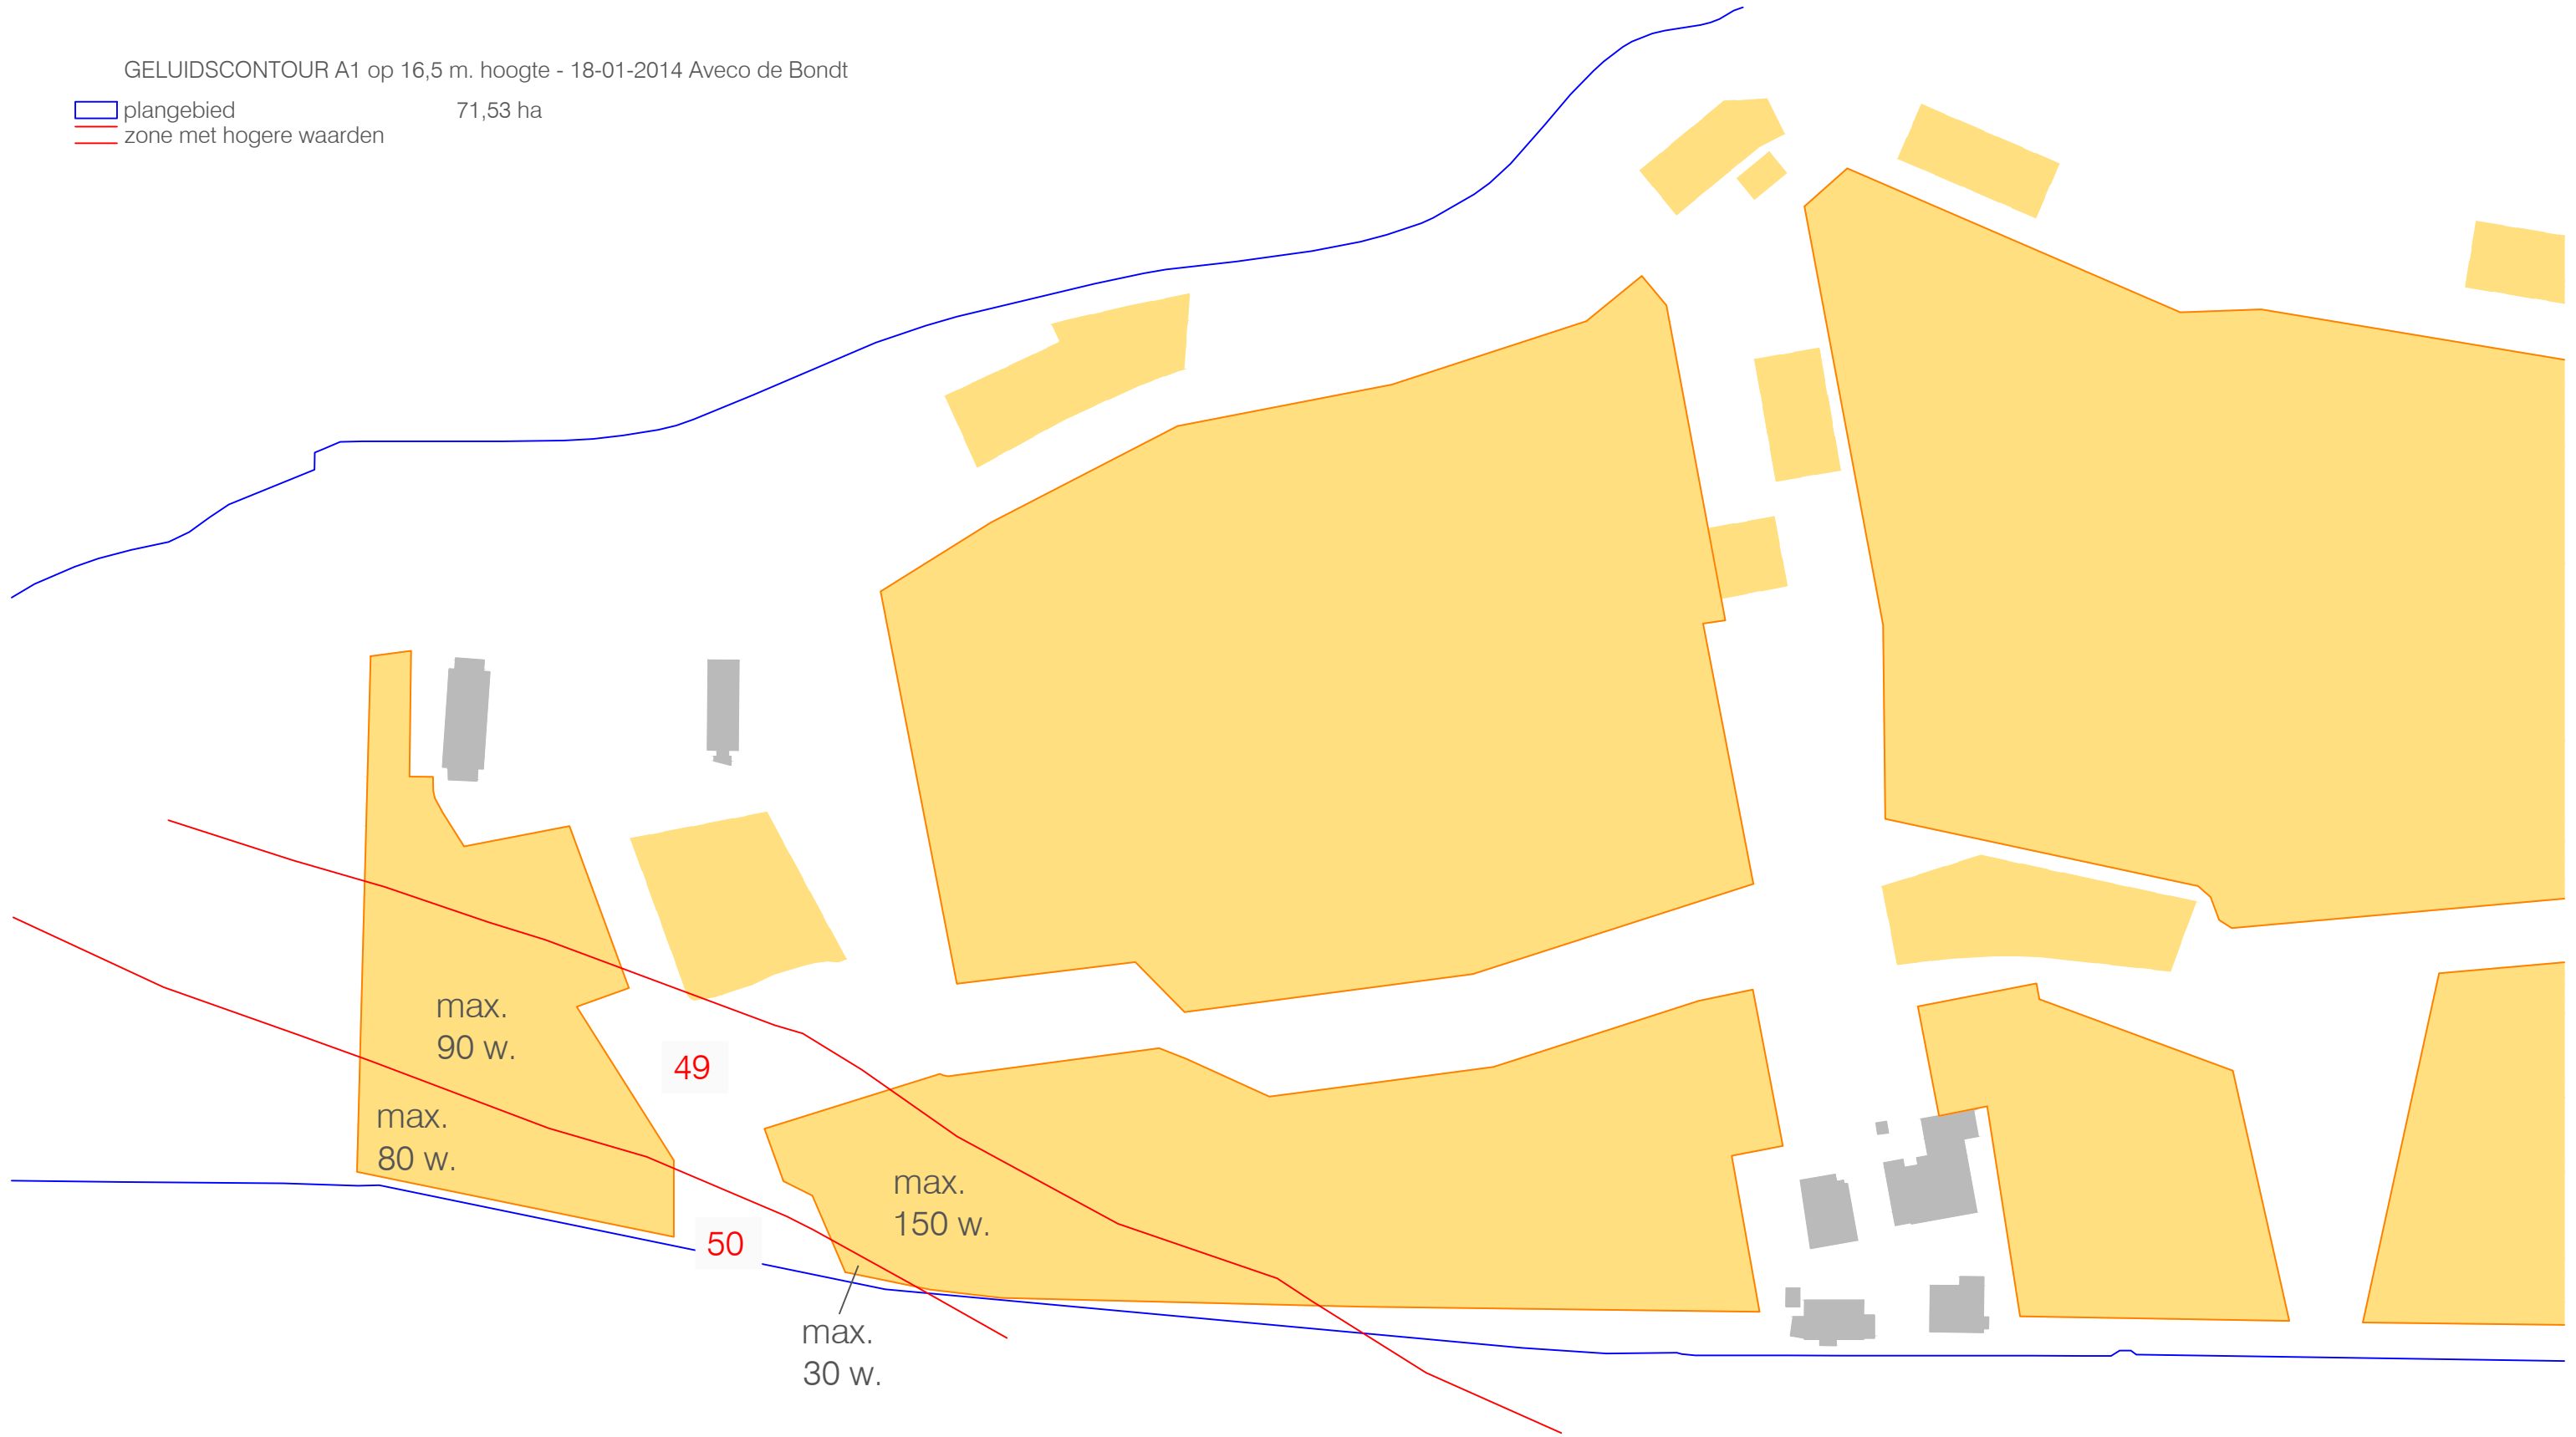 GELUIDSCONTOUR A1 op 16,5 m. hoogte - 18-01-2014 Aveco de Bondt
plangebied 71,53 ha
zone met hogere waarden
max.
90 w.
49
max.
80 w.
max.
150 w.
50
max.
30 w.